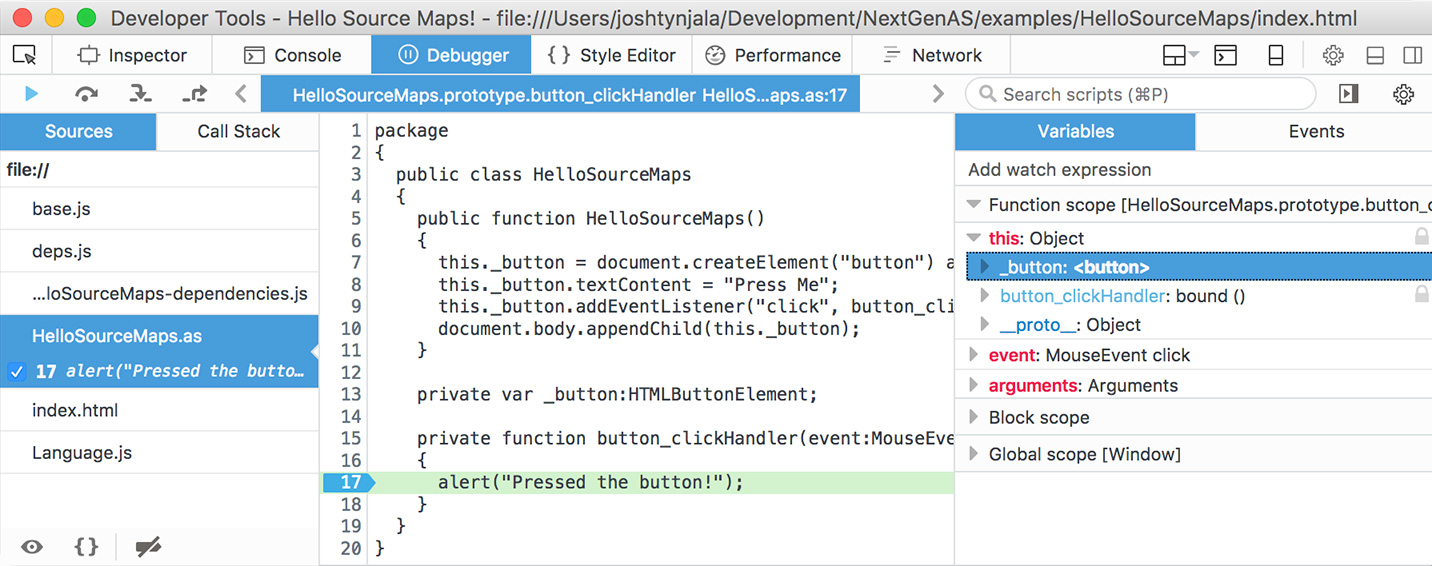 Developer Tools - Hello Source Maps! - file:///Users/joshtynjala/Development/NextGenAS/examples/HelloSourceMaps/index.html
Inspector Console Debugger { } Style Editor Performance Network
HelloSourceMaps.prototype.button_clickHandler HelloS...aps.as:17
Search scripts (⌘P)
Sources Call Stack
file://
base.js
deps.js
...loSourceMaps-dependencies.js
HelloSourceMaps.as
17 alert("Pressed the butto...
index.html
Language.js
{}
1 package
2 {
3 public class HelloSourceMaps
4 {
5 public function HelloSourceMaps()
6 {
7 this._button = document.createElement("button") a
8 this._button.textContent = "Press Me";
9 this._button.addEventListener("click", button_cli
10 document.body.appendChild(this._button);
11 }
12
13 private var _button:HTMLButtonElement;
14
15 private function button_clickHandler(event:MouseEve
16 {
17 alert("Pressed the button!");
18 }
19 }
20 }
Variables Events
Add watch expression
Function scope [HelloSourceMaps.prototype.button_c
this: Object
_button: <button>
button_clickHandler: bound ()
__proto__: Object
event: MouseEvent click
arguments: Arguments
Block scope
Global scope [Window]